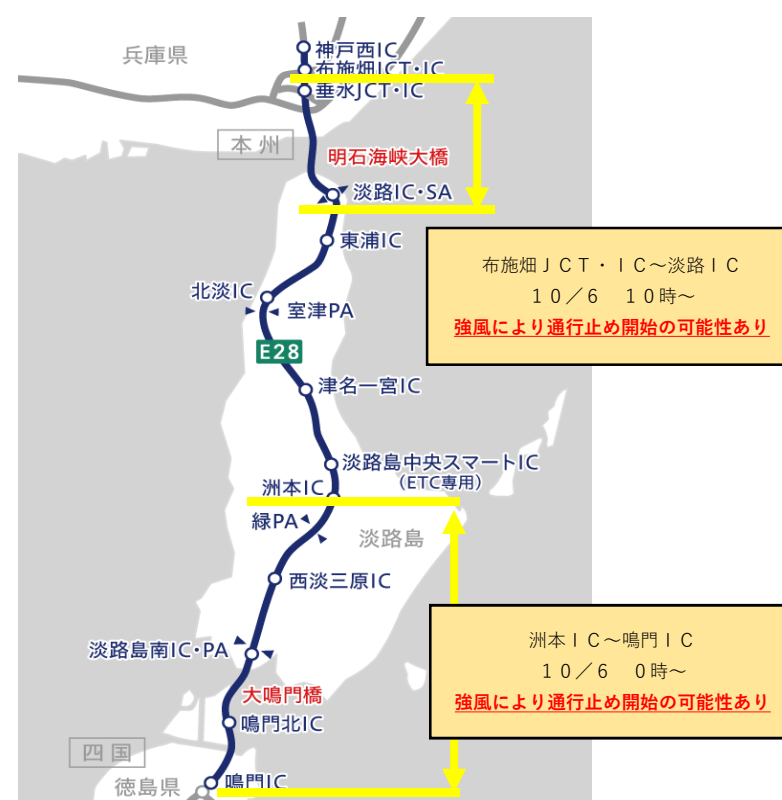 神戸西IC
兵庫県
布施畑JCT・IC
垂水JCT・IC
本州
明石海峡大橋
淡路IC・SA
東浦IC
布施畑ＪＣＴ・ＩＣ～淡路ＩＣ
１０／６　１０時～
強風により通行止め開始の可能性あり
北淡IC
室津PA
E28
津名一宮IC
淡路島中央スマートIC
（ETC専用）
洲本IC
緑PA
淡路島
西淡三原IC
洲本ＩＣ～鳴門ＩＣ
１０／６　０時～
強風により通行止め開始の可能性あり
淡路島南IC・PA
大鳴門橋
鳴門北IC
四国
徳島県
鳴門IC